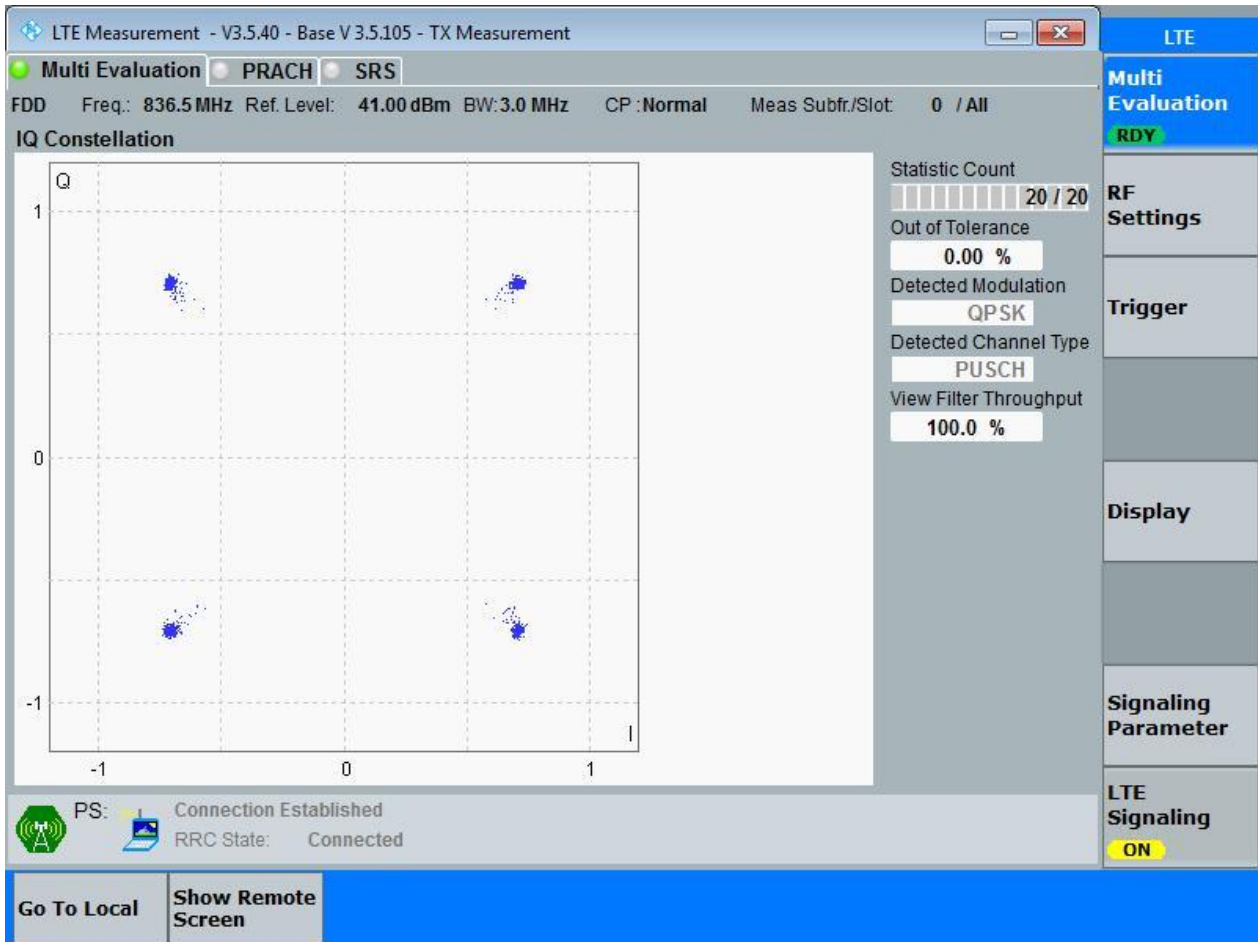 LTE Measurement - V3.5.40 - Base V 3.5.105 - TX Measurement
LTE
Multi Evaluation PRACH SRS
FDD Freq.: 836.5 MHz Ref. Level: 41.00 dBm BW: 3.0 MHz CP : Normal Meas Subfr./Slot: 0 / All
IQ Constellation
Q
1
0
-1
I
-1 0 1
Statistic Count
20 / 20
Out of Tolerance
0.00 %
Detected Modulation
QPSK
Detected Channel Type
PUSCH
View Filter Throughput
100.0 %
Multi
Evaluation
RDY
RF
Settings
Trigger
Display
Signaling
Parameter
LTE
Signaling
ON
PS: Connection Established
RRC State: Connected
Go To Local
Show Remote
Screen